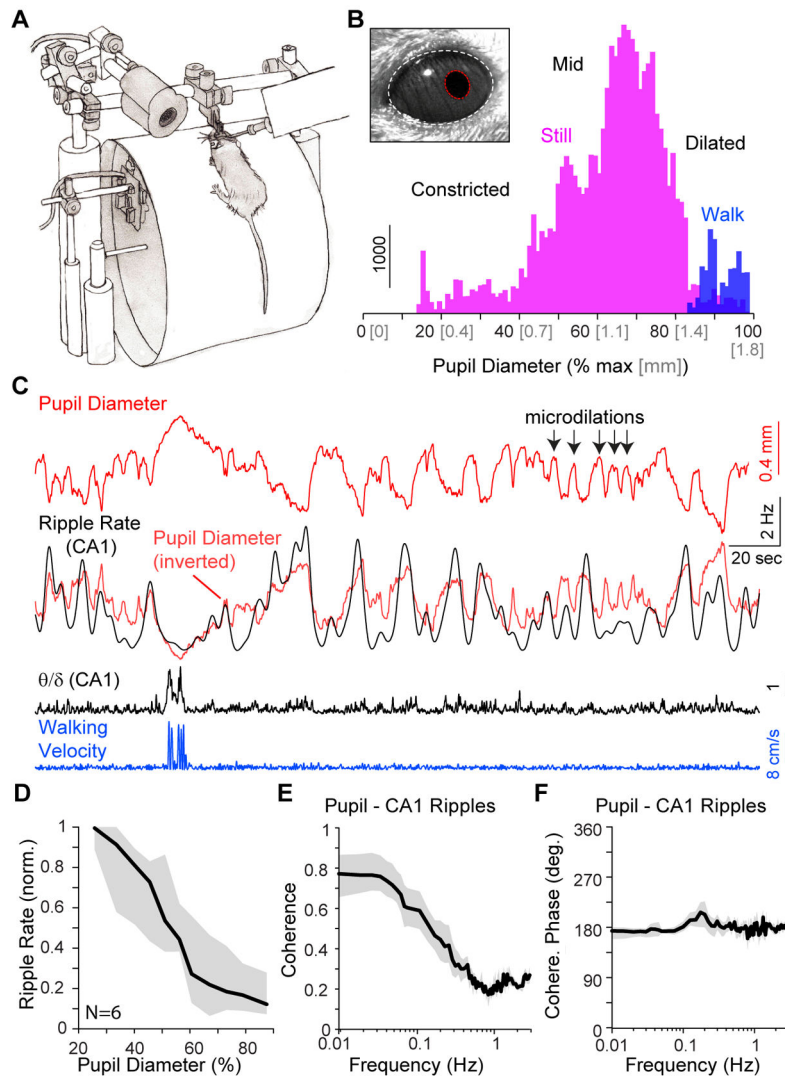 A
B
Mid
Still
Dilated
Constricted
Walk
1000
0 [0] 20 [0.4] 40 [0.7] 60 [1.1] 80 [1.4] 100
[1.8]
Pupil Diameter (% max [mm])
C
Pupil Diameter
microdilations
0.4 mm
Ripple Rate
(CA1)
Pupil Diameter
(inverted)
2 Hz
20 sec
θ/δ (CA1)
1
Walking
Velocity
8 cm/s
D
Ripple Rate (norm.)
1
0.8
0.6
0.4
0.2
0
N=6
20 40 60 80
Pupil Diameter (%)
E
Pupil - CA1 Ripples
Coherence
1
0.8
0.6
0.4
0.2
0
0.01 0.1 1
Frequency (Hz)
F
Pupil - CA1 Ripples
Cohere. Phase (deg.)
360
270
180
90
0
0.01 0.1 1
Frequency (Hz)